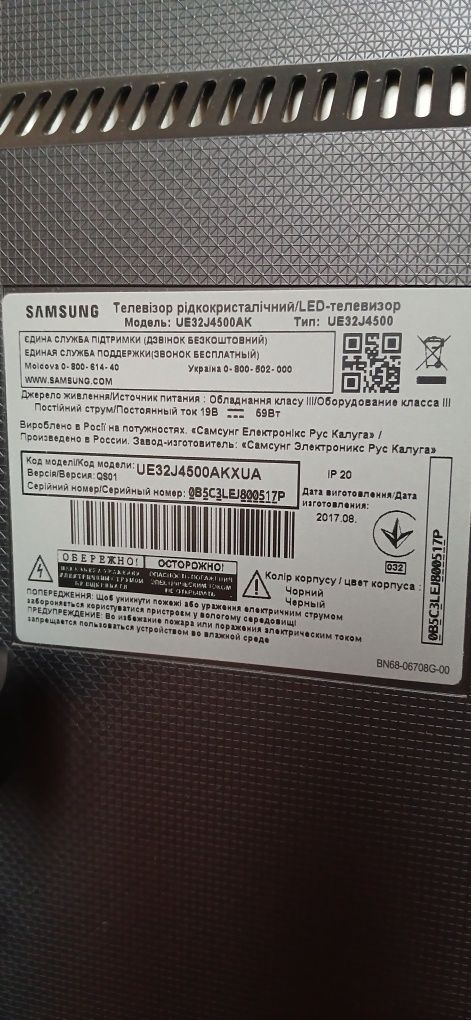 SAMSUNG Телевізор рідкокристалічний/LED-телевизор
Модель: UE32J4500AK Тип: UE32J4500
ЄДИНА СЛУЖБА ПІДТРИМКИ (ДЗВІНОК БЕЗКОШТОВНИЙ)
ЕДИНАЯ СЛУЖБА ПОДДЕРЖКИ(ЗВОНОК БЕСПЛАТНЫЙ)
Moldova 0-800-614-40 Україна 0-800-502-000
WWW.SAMSUNG.COM
Джерело живлення/Источник питания : Обладнання класу III/Оборудование класса III
Постійний струм/Постоянный ток 19В 69Вт
Вироблено в Росії на потужностях. «Самсунг Електронікс Рус Калуга» /
Произведено в России. Завод-изготовитель: «Самсунг Электроникс Рус Калуга»
Код моделі/Код модели: UE32J4500AKXUA
Версія/Версия: QS01
Серійний номер/Серийный номер: 0B5C3LEJ800517P
IP 20
Дата виготовлення/Дата
изготовления:
2017.08.
032
0B5C3LEJ800517P
ОБЕРЕЖНО! ОСТОРОЖНО!
ОПАСНОСТЬ ПОРАЖЕНИЯ
ЭЛЕКТРИЧЕСКИМ ТОКОМ
НЕ ОТКРЫВАТЬ
Колір корпусу / цвет корпуса :
Чорний
Черный
ПОПЕРЕДЖЕННЯ: Щоб уникнути пожежі або ураження електричним струмом
забороняється користуватися пристроєм у вологому середовищі
ПРЕДУПРЕЖДЕНИЕ: Во избежание пожара или поражения электрическим током
запрещается пользоваться устройством во влажной среде
BN68-06708G-00